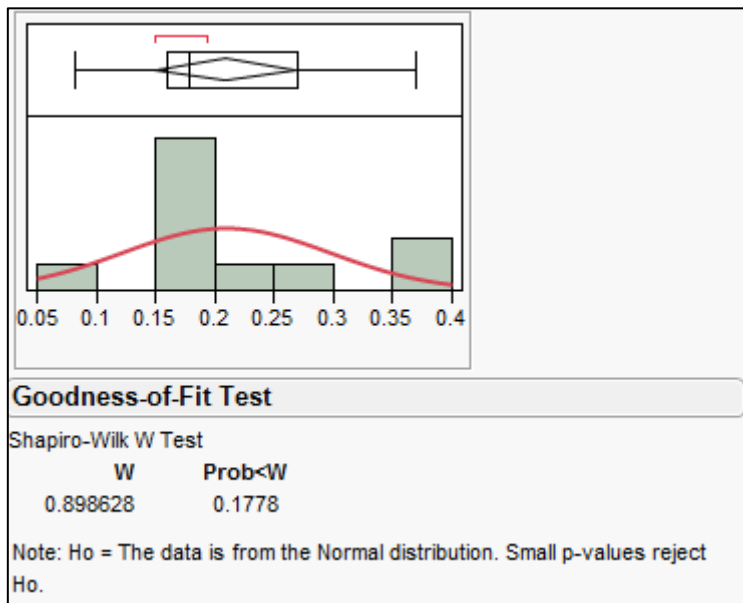 0.05 0.1 0.15 0.2 0.25 0.3 0.35 0.4
Goodness-of-Fit Test
Shapiro-Wilk W Test
W Prob<W
0.898628 0.1778
Note: Ho = The data is from the Normal distribution. Small p-values reject
Ho.